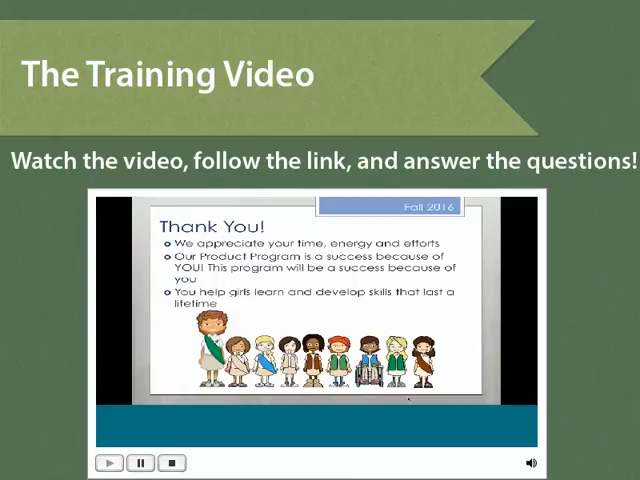 The Training Video
Watch the video, follow the link, and answer the questions!
Fall 2016
Thank You!
We appreciate your time, energy and efforts
Our Product Program is a success because of
YOU! This program will be a success because of
you
You help girls learn and develop skills that last a
lifetime